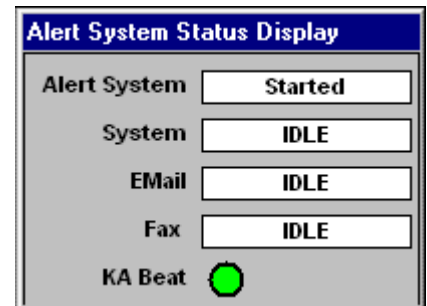 Alert System Status Display
Alert System Started
System IDLE
EMail IDLE
Fax IDLE
KA Beat